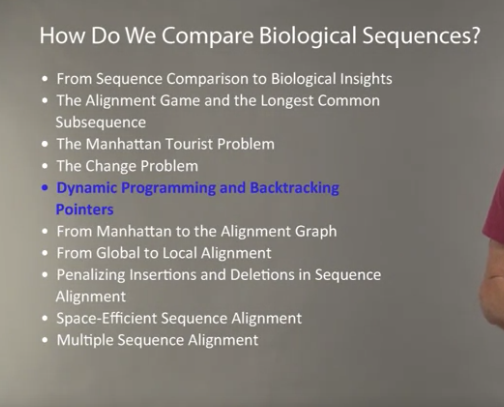 How Do We Compare Biological Sequences?
• From Sequence Comparison to Biological Insights
• The Alignment Game and the Longest Common
Subsequence
• The Manhattan Tourist Problem
• The Change Problem
• Dynamic Programming and Backtracking
Pointers
• From Manhattan to the Alignment Graph
• From Global to Local Alignment
• Penalizing Insertions and Deletions in Sequence
Alignment
• Space-Efficient Sequence Alignment
• Multiple Sequence Alignment